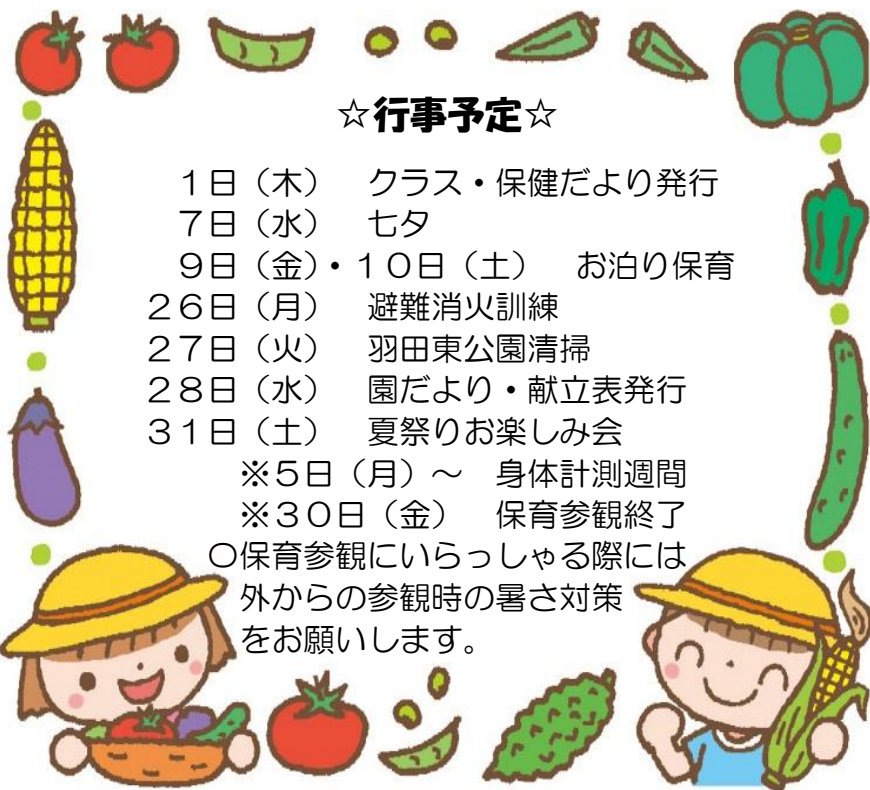 ☆行事予定☆
１日（木）　クラス・保健だより発行
７日（水）　七夕
９日（金）・１０日（土）　お泊り保育
２６日（月）　避難消火訓練
２７日（火）　羽田東公園清掃
２８日（水）　園だより・献立表発行
３１日（土）　夏祭りお楽しみ会
※５日（月）～　身体計測週間
※３０日（金）　保育参観終了
〇保育参観にいらっしゃる際には
外からの参観時の暑さ対策
をお願いします。